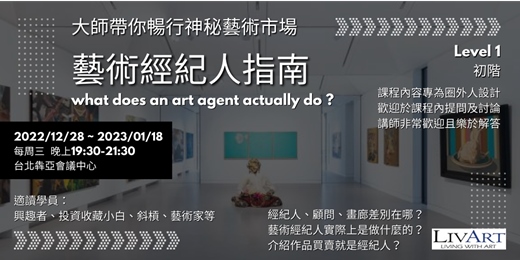 大師帶你暢行神秘藝術市場
藝術經紀人指南
what does an art agent actually do ?
Level 1
初階
課程內容專為圈外人設計
歡迎於課程內提問及討論
講師非常歡迎且樂於解答
2022/12/28 ~ 2023/01/18
每周三 晚上19:30-21:30
台北犇亞會議中心
適讀學員：
興趣者、投資收藏小白、斜槓、藝術家等
經紀人、顧問、畫廊差別在哪？
藝術經紀人實際上是做什麼的？
介紹作品買賣就是經紀人？
LIVART
LIVING WITH ART